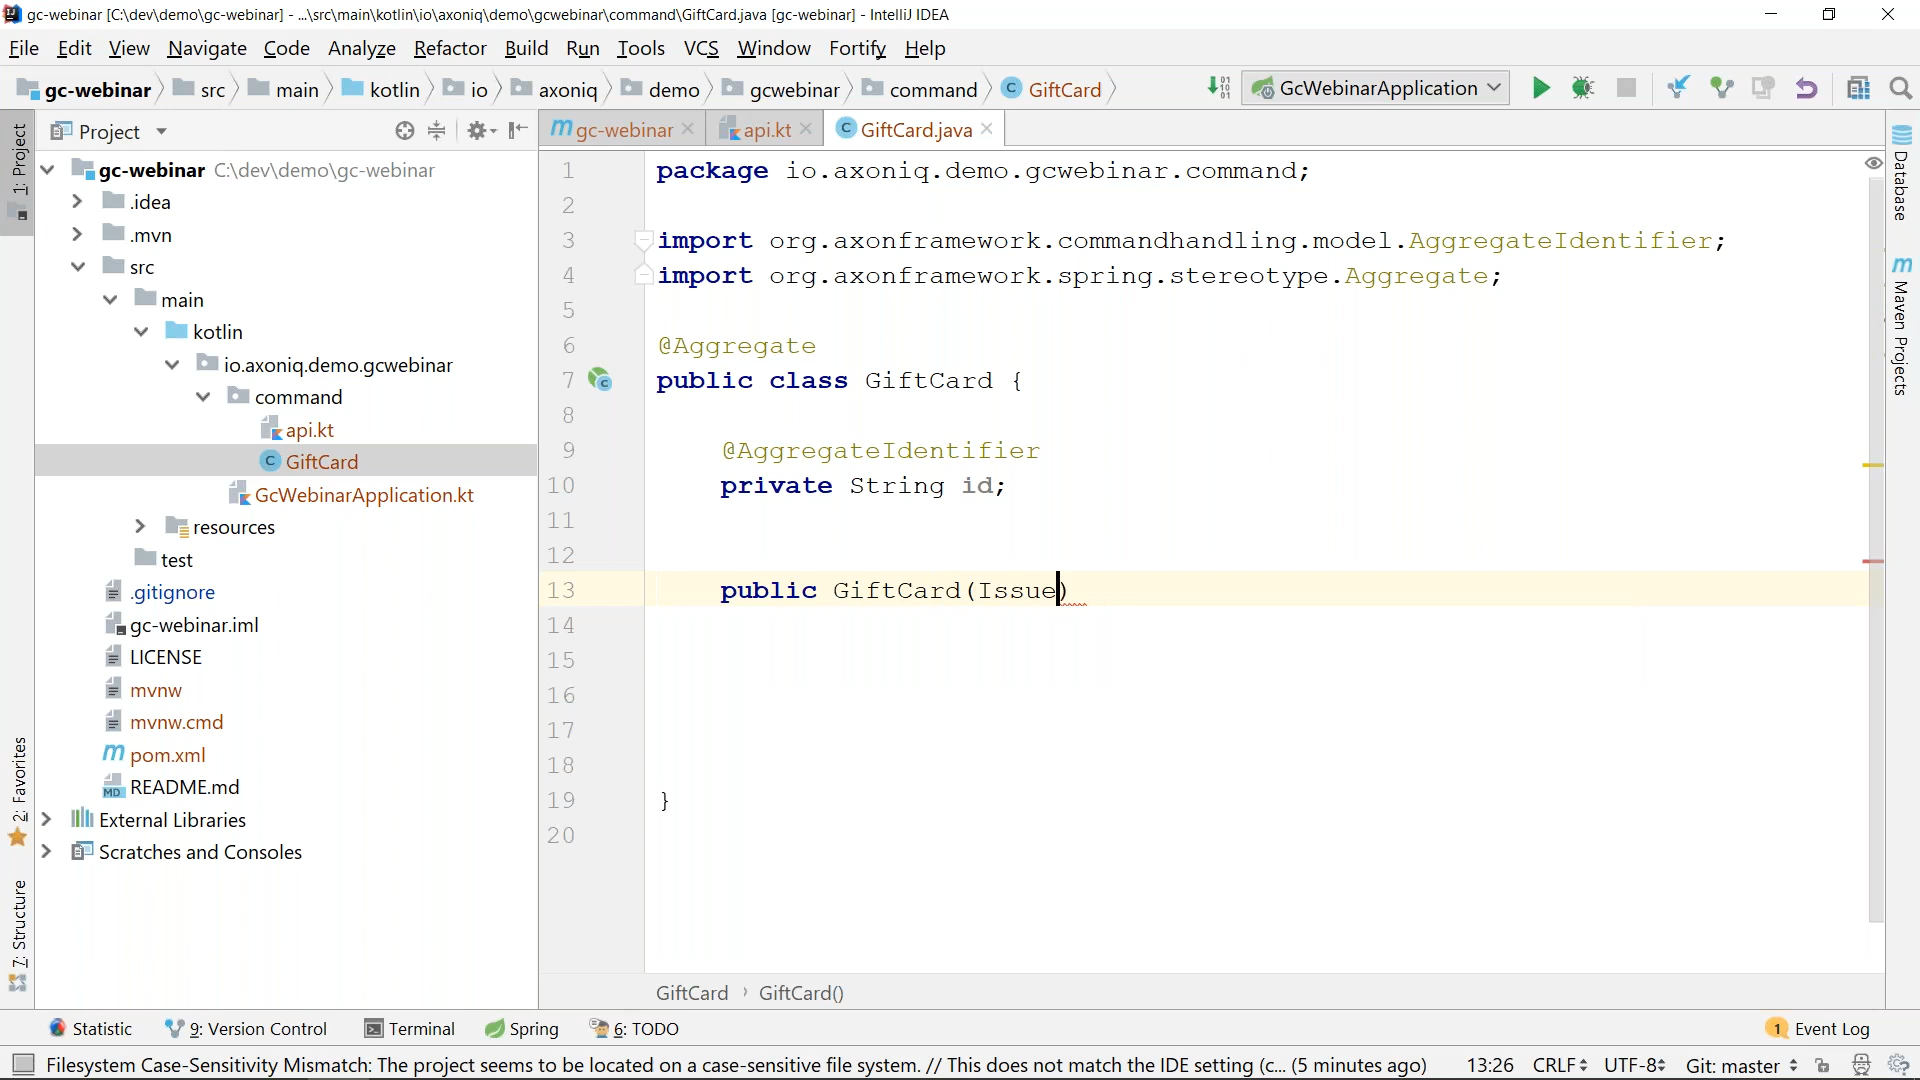 gc-webinar [C:\dev\demo\gc-webinar] - ...\src\main\kotlin\io\axoniq\demo\gcwebinar\command\GiftCard.java [gc-webinar] - IntelliJ IDEA
File Edit View Navigate Code Analyze Refactor Build Run Tools VCS Window Fortify Help
gc-webinar src main kotlin io axoniq demo gcwebinar command GiftCard GcWebinarApplication
1: Project
2: Favorites
7: Structure
Project
gc-webinar C:\dev\demo\gc-webinar
.idea
.mvn
src
main
kotlin
io.axoniq.demo.gcwebinar
command
api.kt
GiftCard
GcWebinarApplication.kt
resources
test
.gitignore
gc-webinar.iml
LICENSE
mvnw
mvnw.cmd
pom.xml
README.md
External Libraries
Scratches and Consoles
gc-webinar api.kt GiftCard.java
1 package io.axoniq.demo.gcwebinar.command;
2
3 import org.axonframework.commandhandling.model.AggregateIdentifier;
4 import org.axonframework.spring.stereotype.Aggregate;
5
6 @Aggregate
7 public class GiftCard {
8
9 @AggregateIdentifier
10 private String id;
11
12
13 public GiftCard(Issue)
14
15
16
17
18
19 }
20
GiftCard › GiftCard()
Database
Maven Projects
Statistic 9: Version Control Terminal Spring 6: TODO 1 Event Log
Filesystem Case-Sensitivity Mismatch: The project seems to be located on a case-sensitive file system. // This does not match the IDE setting (c... (5 minutes ago) 13:26 CRLF UTF-8 Git: master